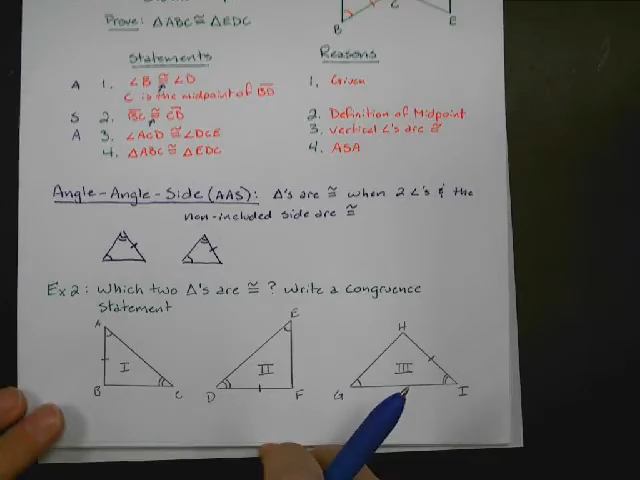 B
C
E
Prove: △ABC ≅ △EDC
Statements
Reasons
A 1. ∠B ≅ ∠D
C is the midpoint of BD
1. Given
S 2. BC ≅ CD
2. Definition of Midpoint
A 3. ∠ACD ≅ ∠DCE
3. vertical ∠'s are ≅
4. △ABC ≅ △EDC
4. ASA
Angle-Angle-Side (AAS): △'s are ≅ when 2 ∠'s & the
non-included side are ≅
Ex 2: Which two △'s are ≅? Write a congruence
statement
A
B
C
I
E
D
F
II
H
G
I
III